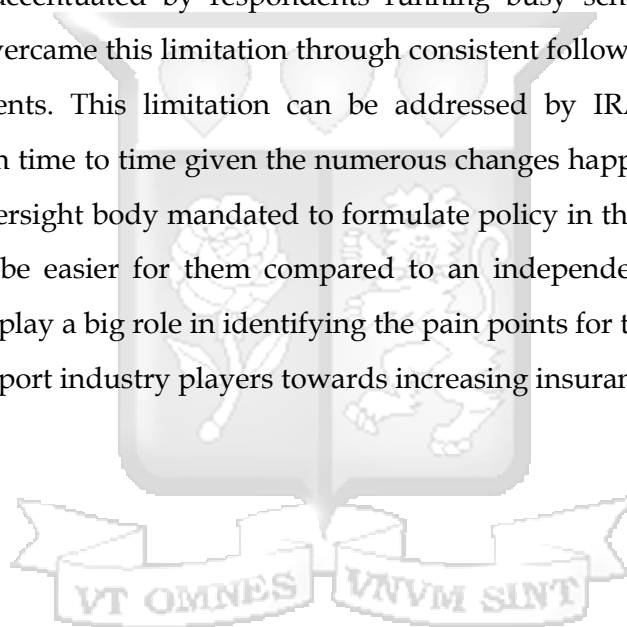 accentuated by respondents running busy
vercame this limitation through consistent follow
ents. This limitation can be addressed by IRA
m time to time given the numerous changes happ
ersight body mandated to formulate policy in th
be easier for them compared to an independe
play a big role in identifying the pain points for t
port industry players towards increasing insuran
VT OMNES VNVM SINT